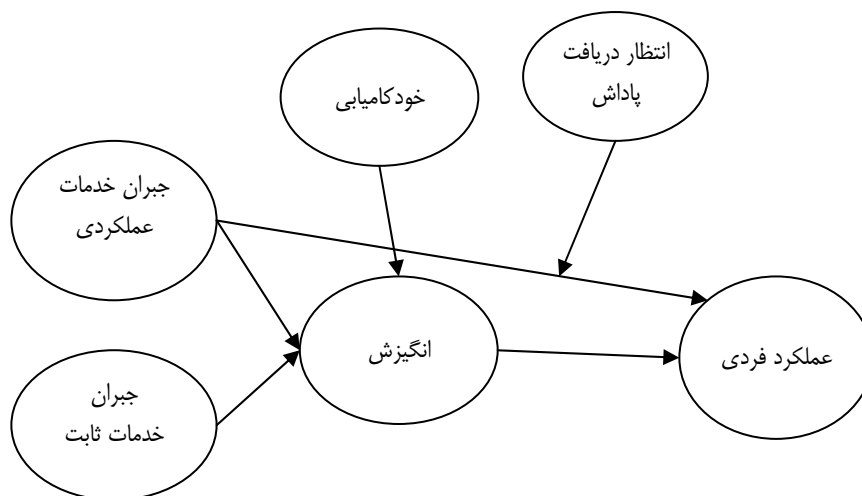 انتظار دریافت
پاداش
خودکامیابی
جبران خدمات
عملکردی
انگیزش
عملکرد فردی
جبران
خدمات ثابت